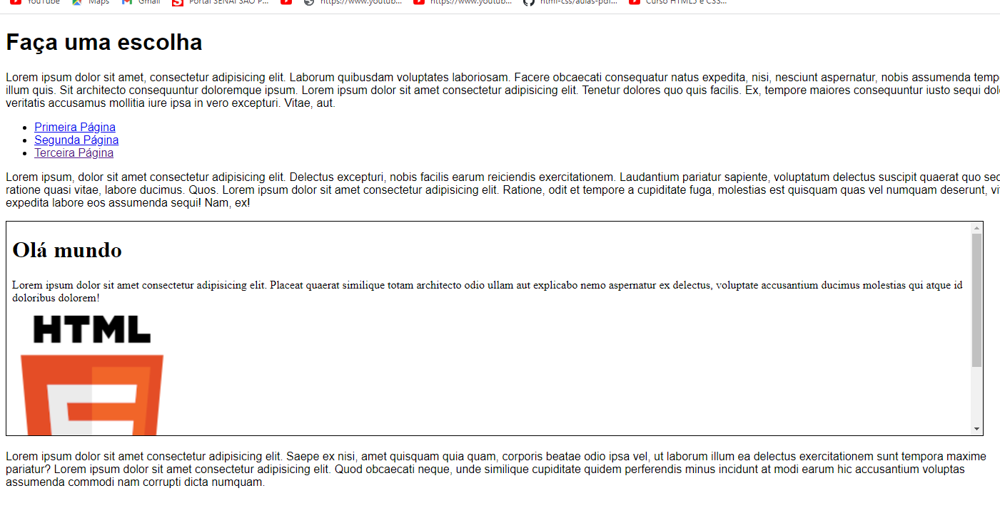 YouTube Maps Gmail Portal SENAI SÃO P... https://www.youtub... https://www.youtub... html-css/aulas-pdf... Curso HTML5 e CSS...
Faça uma escolha
Lorem ipsum dolor sit amet, consectetur adipisicing elit. Laborum quibusdam voluptates laboriosam. Facere obcaecati consequatur natus expedita, nisi, nesciunt aspernatur, nobis assumenda
illum quis. Sit architecto consequuntur doloremque ipsum. Lorem ipsum dolor sit amet consectetur adipisicing elit. Tenetur dolores quo quis facilis. Ex, tempore maiores consequuntur iusto sequi
veritatis accusamus mollitia iure ipsa in vero excepturi. Vitae, aut.
Primeira Página
Segunda Página
Terceira Página
Lorem ipsum, dolor sit amet consectetur adipisicing elit. Delectus excepturi, nobis facilis earum reiciendis exercitationem. Laudantium pariatur sapiente, voluptatum delectus suscipit quaerat quo
ratione quasi vitae, labore ducimus. Quos. Lorem ipsum dolor sit amet consectetur adipisicing elit. Ratione, odit et tempore a cupiditate fuga, molestias est quisquam quas vel numquam deserunt,
expedita labore eos assumenda sequi! Nam, ex!
Olá mundo
Lorem ipsum dolor sit amet consectetur adipisicing elit. Placeat quaerat similique totam architecto odio ullam aut explicabo nemo aspernatur ex delectus, voluptate accusantium ducimus molestias qui atque id
doloribus dolorem!
HTML
Lorem ipsum dolor sit amet consectetur adipisicing elit. Saepe ex nisi, amet quisquam quia quam, corporis beatae odio ipsa vel, ut laborum illum ea delectus exercitationem sunt tempora maxime
pariatur? Lorem ipsum dolor sit amet consectetur adipisicing elit. Quod obcaecati neque, unde similique cupiditate quidem perferendis minus incidunt at modi earum hic accusantium voluptas
assumenda commodi nam corrupti dicta numquam.